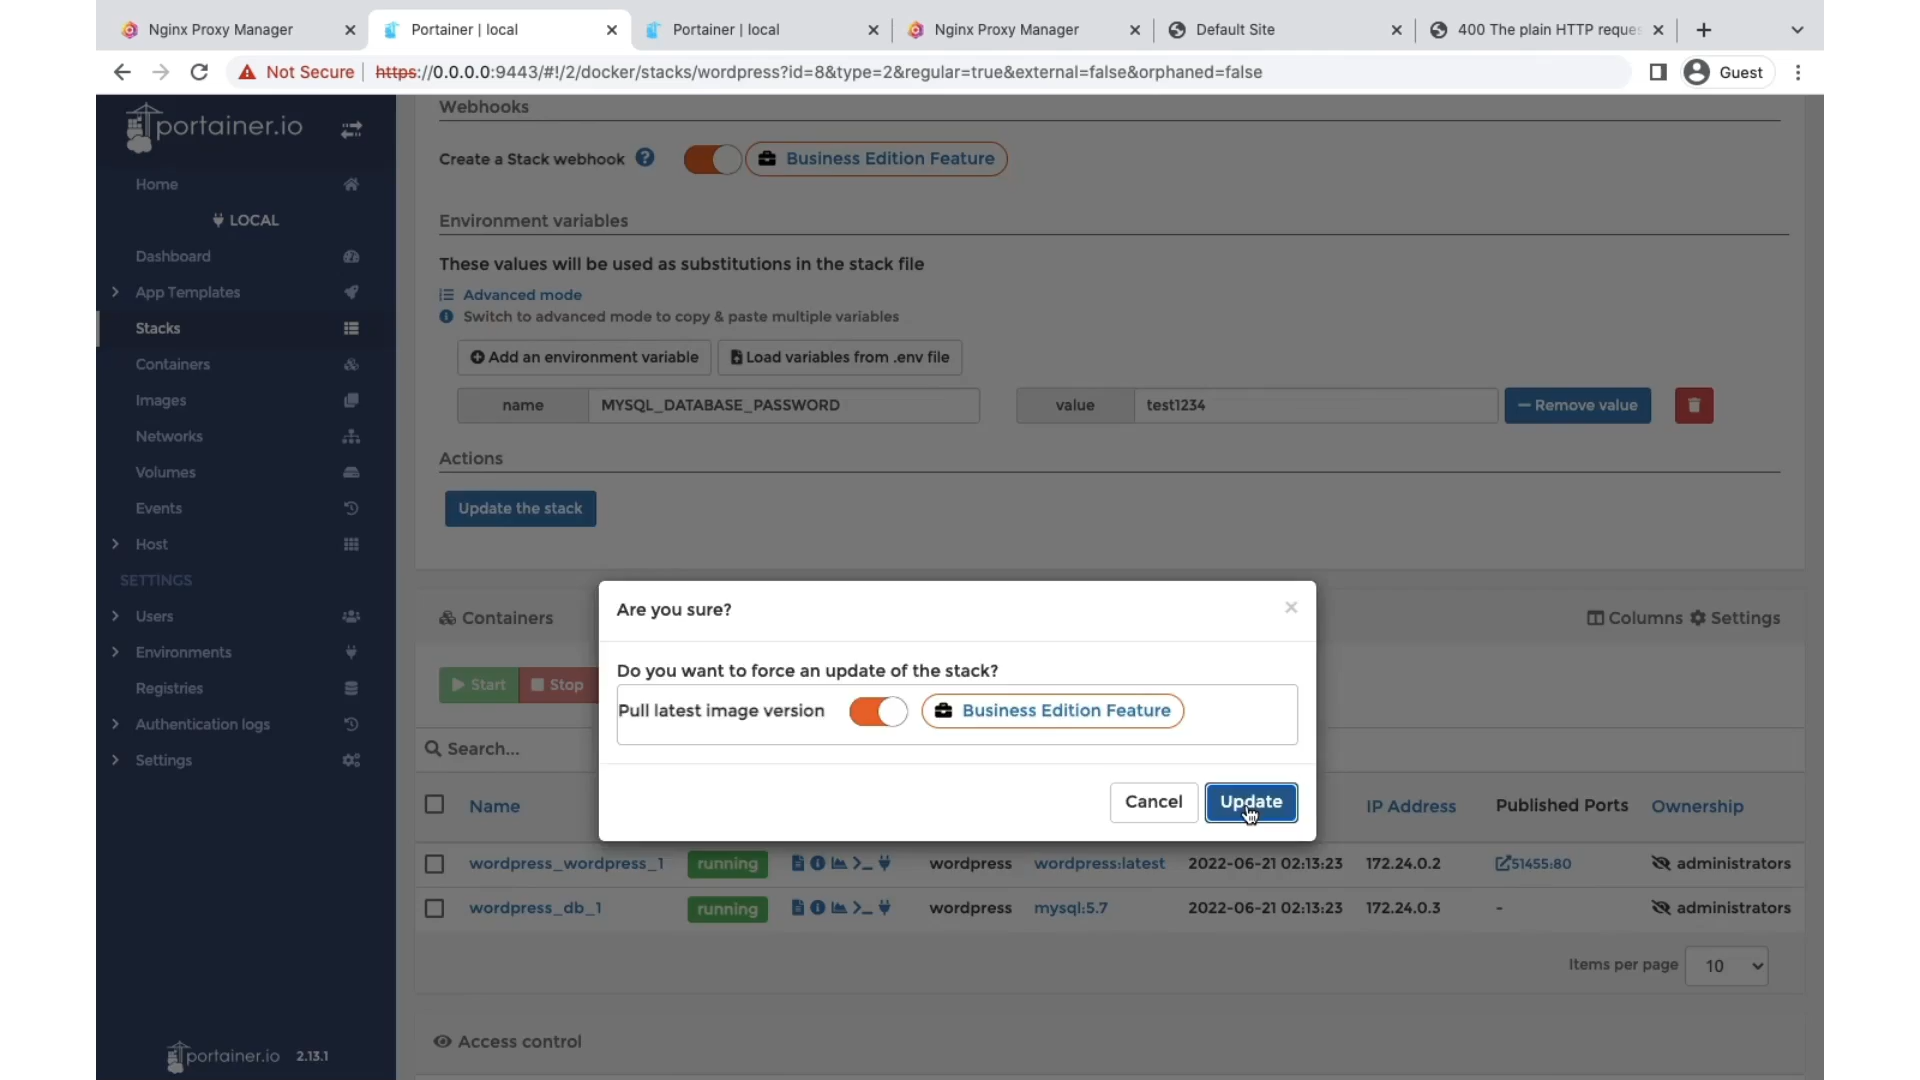 Nginx Proxy Manager
Portainer | local
Portainer | local
Nginx Proxy Manager
Default Site
400 The plain HTTP reques
Not Secure
https://0.0.0.0:9443/#!/2/docker/stacks/wordpress?id=8&type=2&regular=true&external=false&orphaned=false
Guest
portainer.io
Home
LOCAL
Dashboard
App Templates
Stacks
Containers
Images
Networks
Volumes
Events
Host
SETTINGS
Users
Environments
Registries
Authentication logs
Settings
portainer.io 2.13.1
Webhooks
Create a Stack webhook
Business Edition Feature
Environment variables
These values will be used as substitutions in the stack file
Advanced mode
Switch to advanced mode to copy & paste multiple variables
Add an environment variable
Load variables from .env file
name MYSQL_DATABASE_PASSWORD value test1234 Remove value
Actions
Update the stack
Containers
Columns Settings
Start Stop
Are you sure?
×
Do you want to force an update of the stack?
Pull latest image version Business Edition Feature
Cancel Update
Search...
Name IP Address Published Ports Ownership
wordpress_wordpress_1 running wordpress wordpress:latest 2022-06-21 02:13:23 172.24.0.2 51455:80 administrators
wordpress_db_1 running wordpress mysql:5.7 2022-06-21 02:13:23 172.24.0.3 - administrators
Items per page 10
Access control